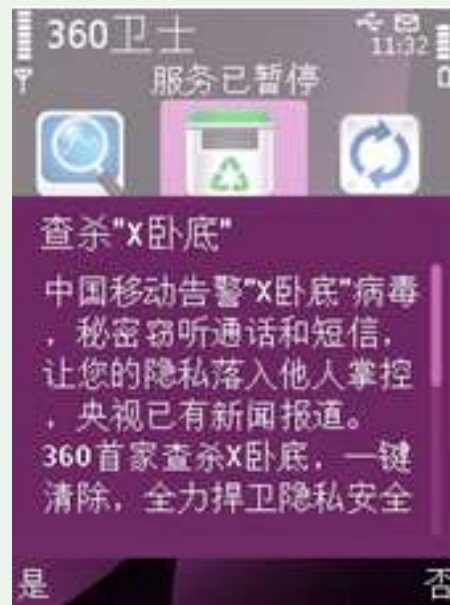 360卫士
11:32
服务已暂停
查杀"X卧底"
中国移动告警"X卧底"病毒
，秘密窃听通话和短信，
让您的隐私落入他人掌控
，央视已有新闻报道。
360首家查杀X卧底，一键
清除，全力捍卫隐私安全
是
否